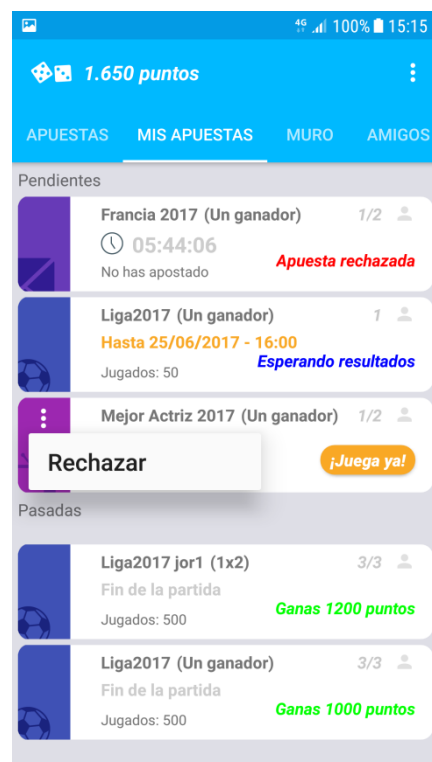 4G 100% 15:15
1.650 puntos
APUESTAS MIS APUESTAS MURO AMIGOS
Pendientes
Francia 2017 (Un ganador) 1/2
05:44:06
Apuesta rechazada
No has apostado
Liga2017 (Un ganador) 1
Hasta 25/06/2017 - 16:00
Esperando resultados
Jugados: 50
Mejor Actriz 2017 (Un ganador) 1/2
Rechazar
¡Juega ya!
Pasadas
Liga2017 jor1 (1x2) 3/3
Fin de la partida
Ganas 1200 puntos
Jugados: 500
Liga2017 (Un ganador) 3/3
Fin de la partida
Ganas 1000 puntos
Jugados: 500